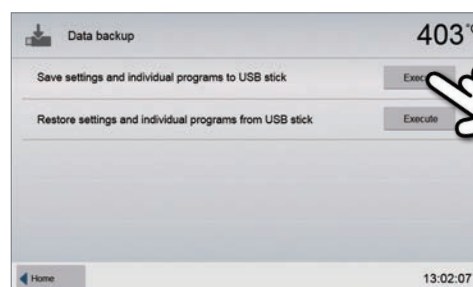 Data backup 403 °C
Save settings and individual programs to USB stick
Restore settings and individual programs from USB stick Execute
Home 13:02:07